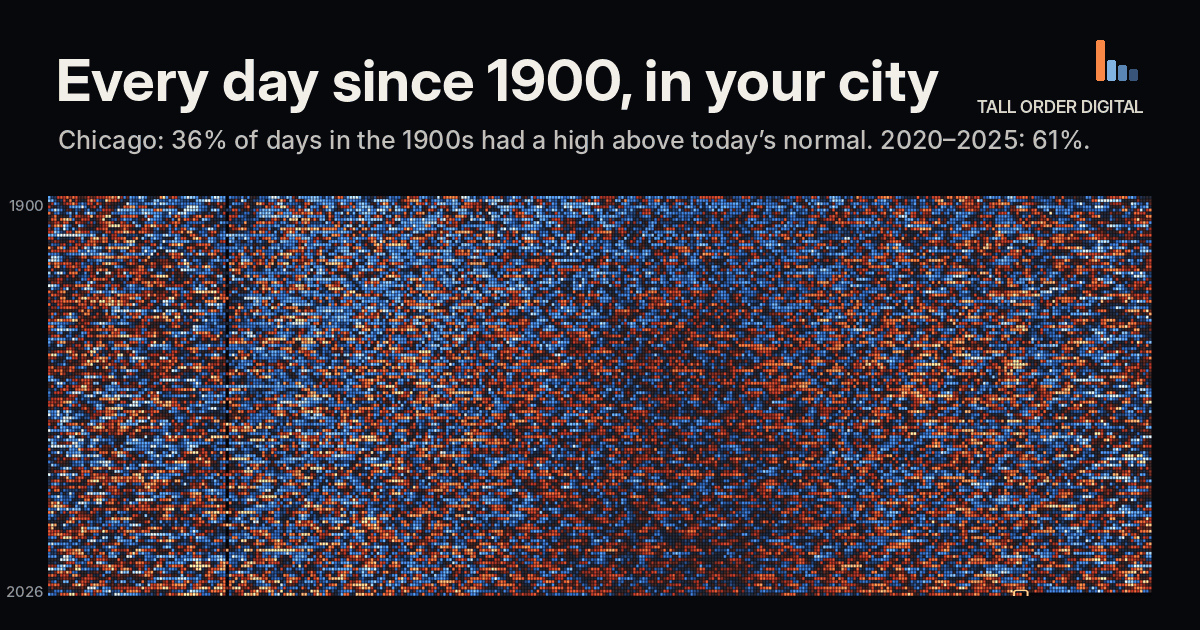 Every day since 1900, in your city
TALL ORDER DIGITAL
Chicago: 36% of days in the 1900s had a high above today’s normal. 2020–2025: 61%.
1900
2026